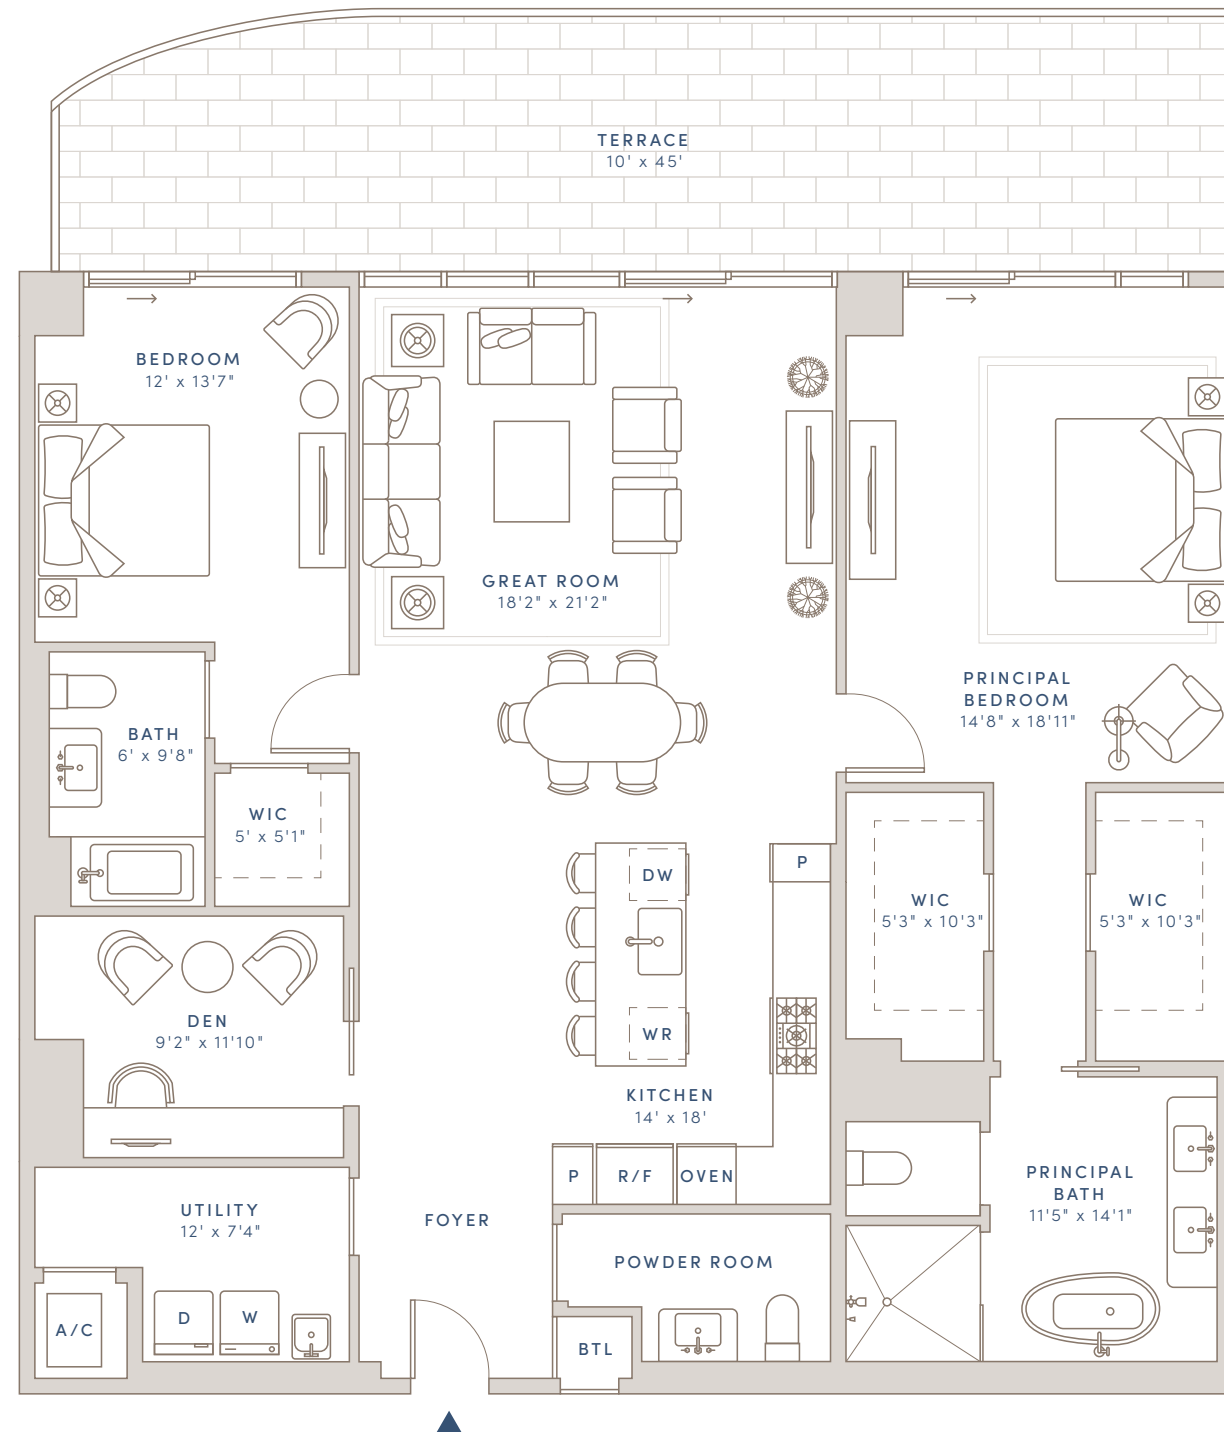 TERRACE
10' x 45'
BEDROOM
12' x 13'7"
GREAT ROOM
18'2" x 21'2"
PRINCIPAL
BEDROOM
14'8" x 18'11"
BATH
6' x 9'8"
WIC
5' x 5'1"
DW
P
WIC
5'3" x 10'3"
WIC
5'3" x 10'3"
DEN
9'2" x 11'10"
WR
KITCHEN
14' x 18'
P
R/F
OVEN
PRINCIPAL
BATH
11'5" x 14'1"
UTILITY
12' x 7'4"
FOYER
POWDER ROOM
A/C
D
W
BTL